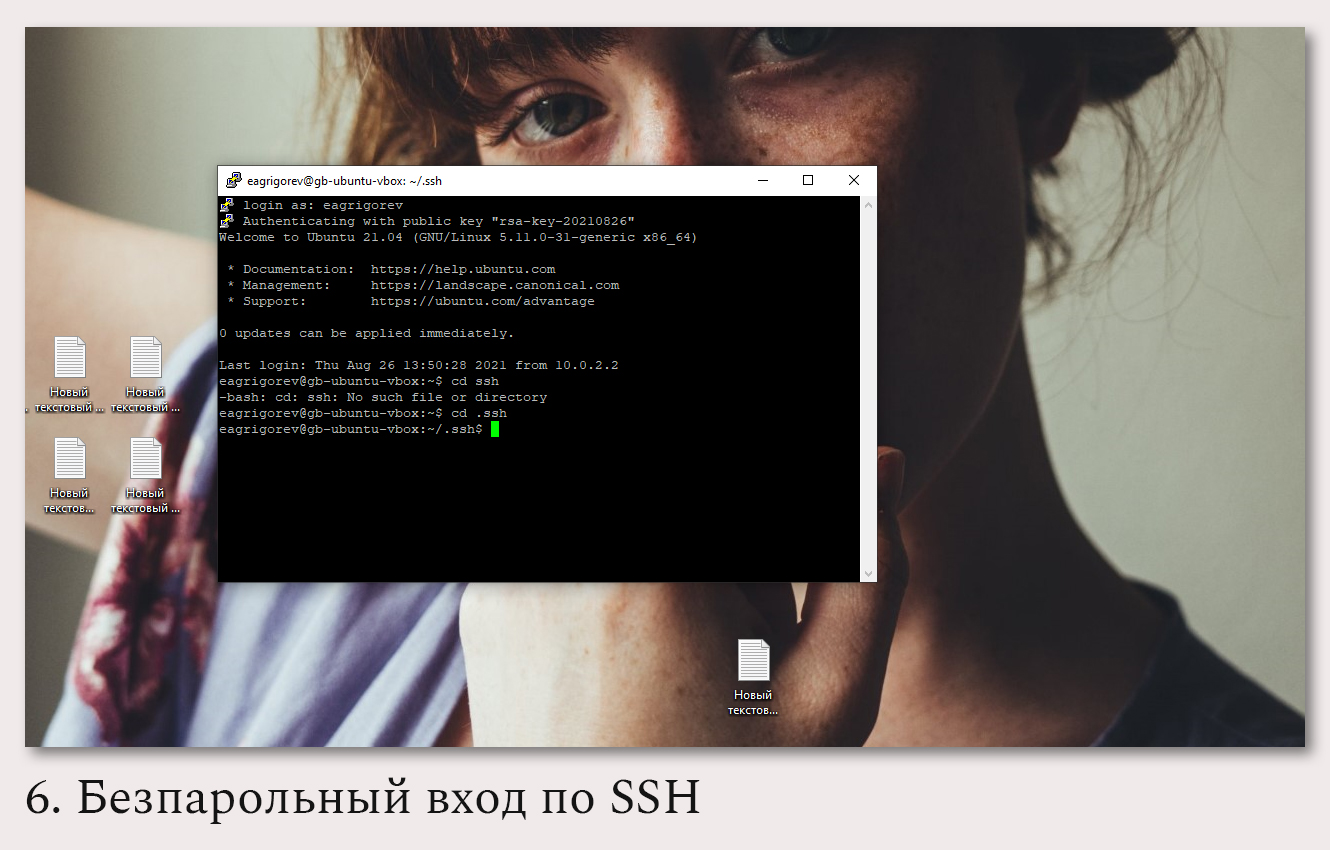 eagrigorev@gb-ubuntu-vbox: ~/.ssh
login as: eagrigorev
Authenticating with public key "rsa-key-20210826"
Welcome to Ubuntu 21.04 (GNU/Linux 5.11.0-31-generic x86_64)
* Documentation: https://help.ubuntu.com
* Management: https://landscape.canonical.com
* Support: https://ubuntu.com/advantage
0 updates can be applied immediately.
Last login: Thu Aug 26 13:50:28 2021 from 10.0.2.2
eagrigorev@gb-ubuntu-vbox:~$ cd ssh
-bash: cd: ssh: No such file or directory
eagrigorev@gb-ubuntu-vbox:~$ cd .ssh
eagrigorev@gb-ubuntu-vbox:~/.ssh$
Новый
текстовый ...
Новый
текстовый ...
Новый
текстов...
Новый
текстовый ...
Новый
текстов...
6. Безпарольный вход по SSH